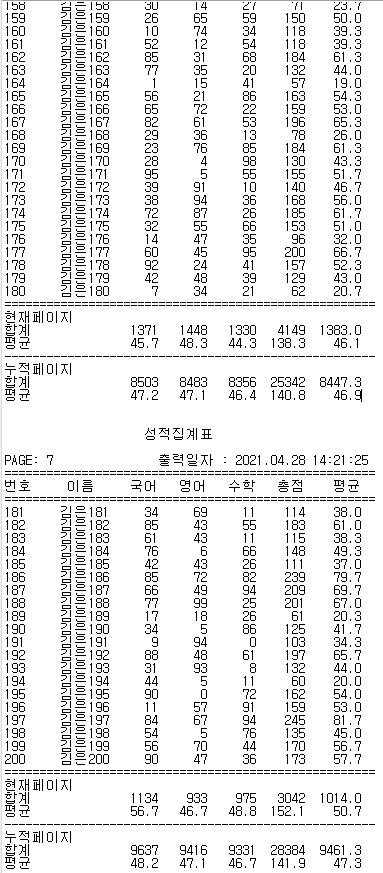 158 김은158 30 14 27 71 23.7
159 김은159 26 65 59 150 50.0
160 김은160 10 74 34 118 39.3
161 김은161 52 12 54 118 39.3
162 김은162 85 31 68 184 61.3
163 김은163 77 35 20 132 44.0
164 김은164 1 15 41 57 19.0
165 김은165 56 21 86 163 54.3
166 김은166 65 72 22 159 53.0
167 김은167 82 61 53 196 65.3
168 김은168 29 36 13 78 26.0
169 김은169 23 76 85 184 61.3
170 김은170 28 4 98 130 43.3
171 김은171 95 5 55 155 51.7
172 김은172 39 91 10 140 46.7
173 김은173 38 94 36 168 56.0
174 김은174 72 87 26 185 61.7
175 김은175 32 55 66 153 51.0
176 김은176 14 47 35 96 32.0
177 김은177 60 45 95 200 66.7
178 김은178 92 24 41 157 52.3
179 김은179 42 48 39 129 43.0
180 김은180 7 34 21 62 20.7
현재페이지
합계 1371 1448 1330 4149 1383.0
평균 45.7 48.3 44.3 138.3 46.1
누적페이지
합계 8503 8483 8356 25342 8447.3
평균 47.2 47.1 46.4 140.8 46.9
성적집계표
PAGE: 7 출력일자 : 2021.04.28 14:21:25
번호 이름 국어 영어 수학 총점 평균
181 김은181 34 69 11 114 38.0
182 김은182 85 43 55 183 61.0
183 김은183 61 43 11 115 38.3
184 김은184 76 6 66 148 49.3
185 김은185 42 43 26 111 37.0
186 김은186 85 72 82 239 79.7
187 김은187 66 49 94 209 69.7
188 김은188 77 99 25 201 67.0
189 김은189 17 18 26 61 20.3
190 김은190 34 5 86 125 41.7
191 김은191 9 94 0 103 34.3
192 김은192 88 48 61 197 65.7
193 김은193 31 93 8 132 44.0
194 김은194 44 5 11 60 20.0
195 김은195 90 0 72 162 54.0
196 김은196 11 57 91 159 53.0
197 김은197 84 67 94 245 81.7
198 김은198 54 5 76 135 45.0
199 김은199 56 70 44 170 56.7
200 김은200 90 47 36 173 57.7
현재페이지
합계 1134 933 975 3042 1014.0
평균 56.7 46.7 48.8 152.1 50.7
누적페이지
합계 9637 9416 9331 28384 9461.3
평균 48.2 47.1 46.7 141.9 47.3